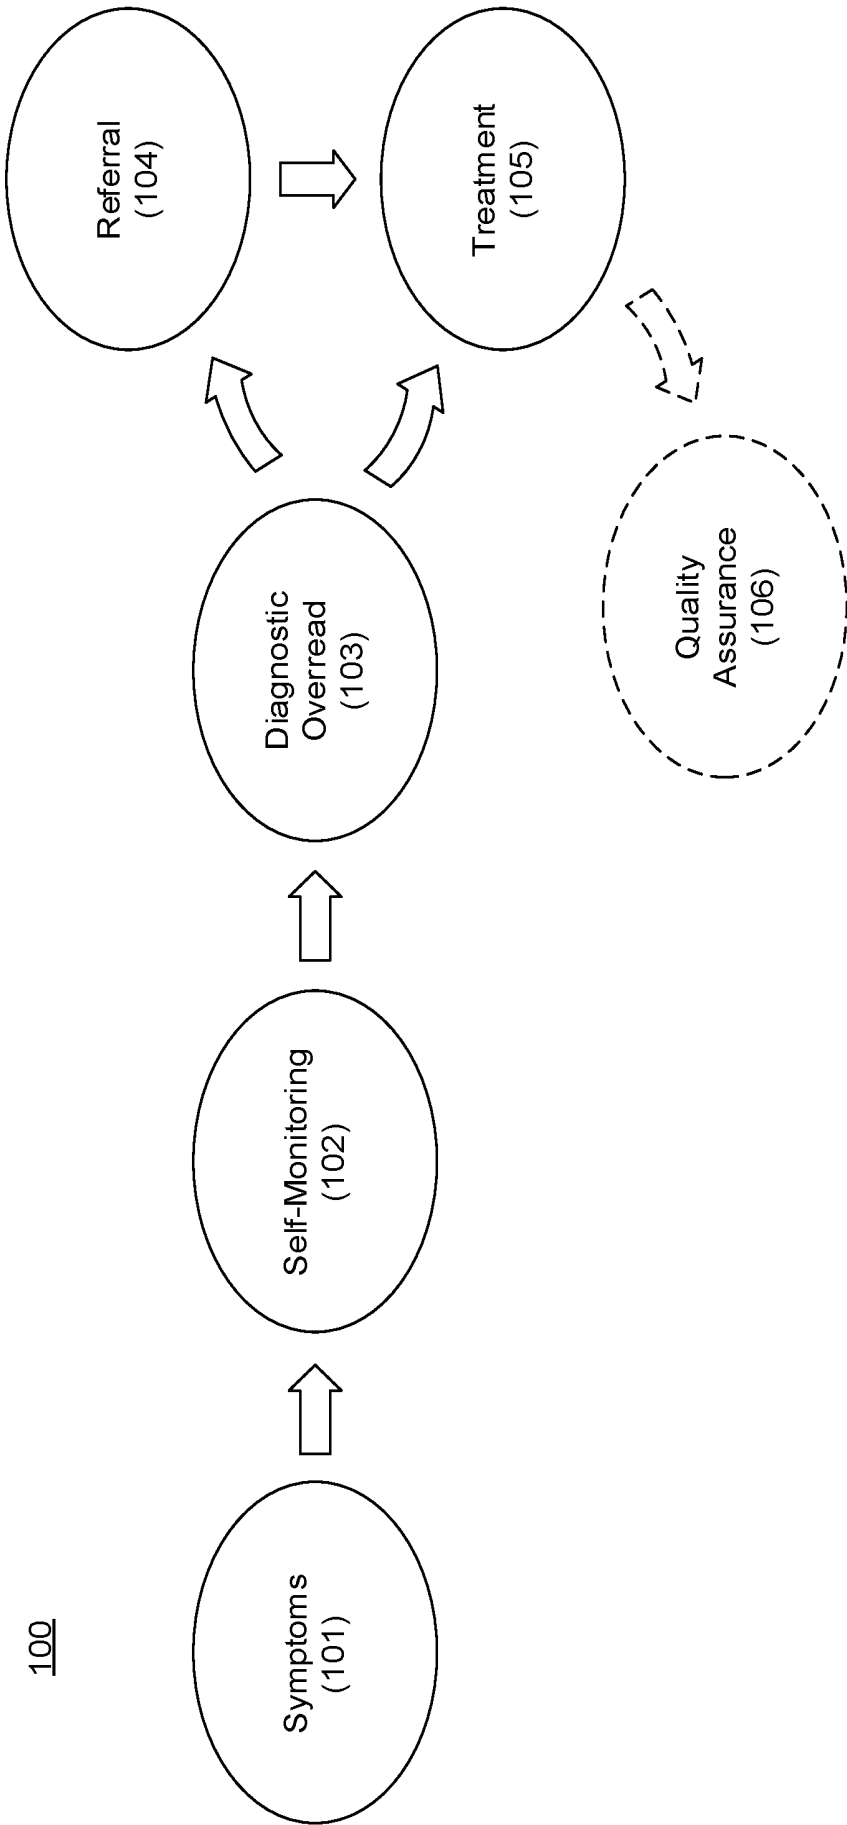 100
Symptoms
(101)
Self-Monitoring
(102)
Diagnostic
Overread
(103)
Referral
(104)
Treatment
(105)
Quality
Assurance
(106)